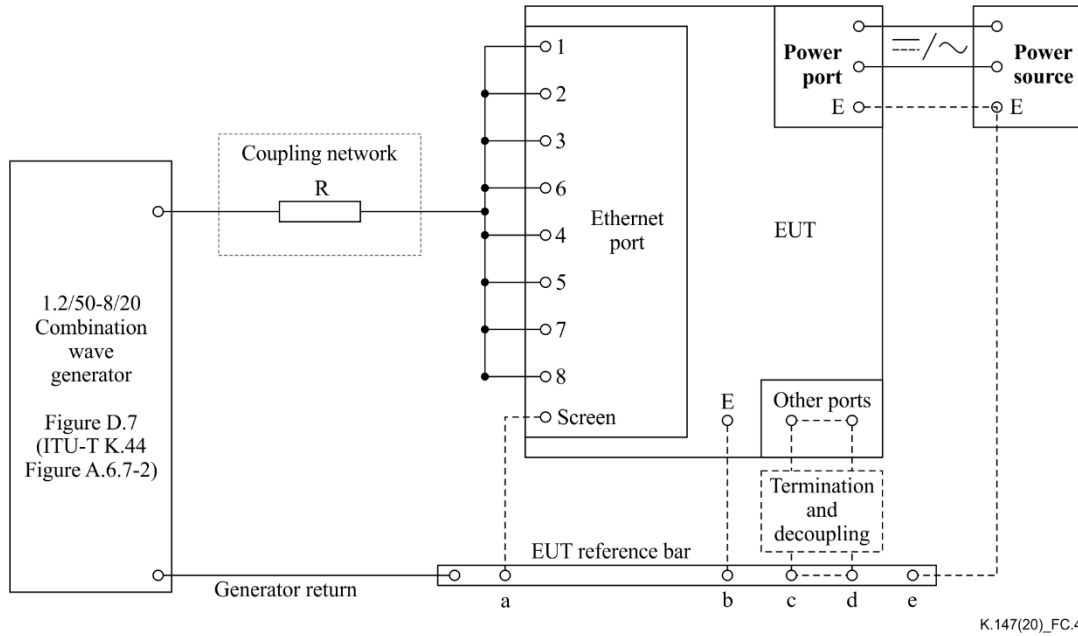 1.2/50-8/20
Combination
wave
generator
Figure D.7
(ITU-T K.44
Figure A.6.7-2)
Coupling network
R
1
2
3
6
4
5
7
8
Screen
Ethernet
port
EUT
Power
port
E
Power
source
E
E
Other ports
Termination
and
decoupling
EUT reference bar
Generator return
a
b
c
d
e
K.147(20)_FC.4